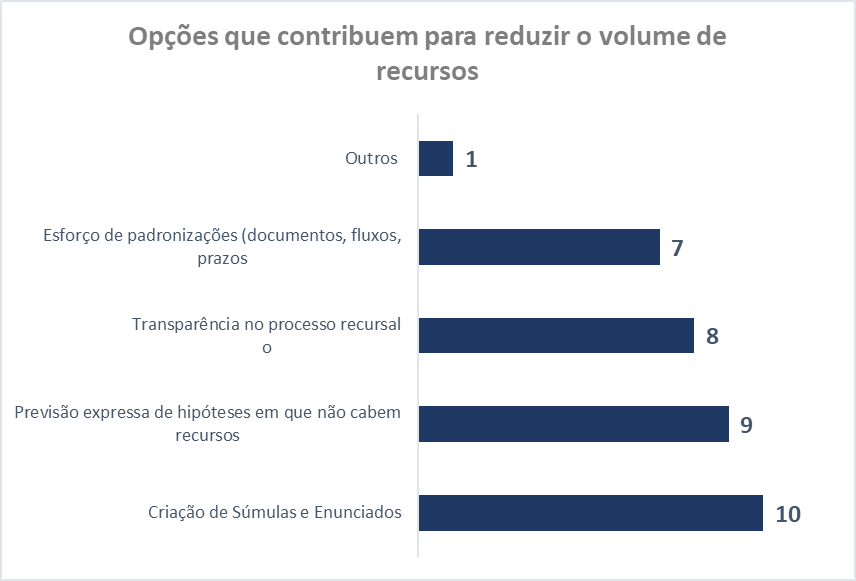 Opções que contribuem para reduzir o volume de
recursos
Outros
1
Esforço de padronizações (documentos, fluxos,
prazos
7
Transparência no processo recursal
o
8
Previsão expressa de hipóteses em que não cabem
recursos
9
Criação de Súmulas e Enunciados
10